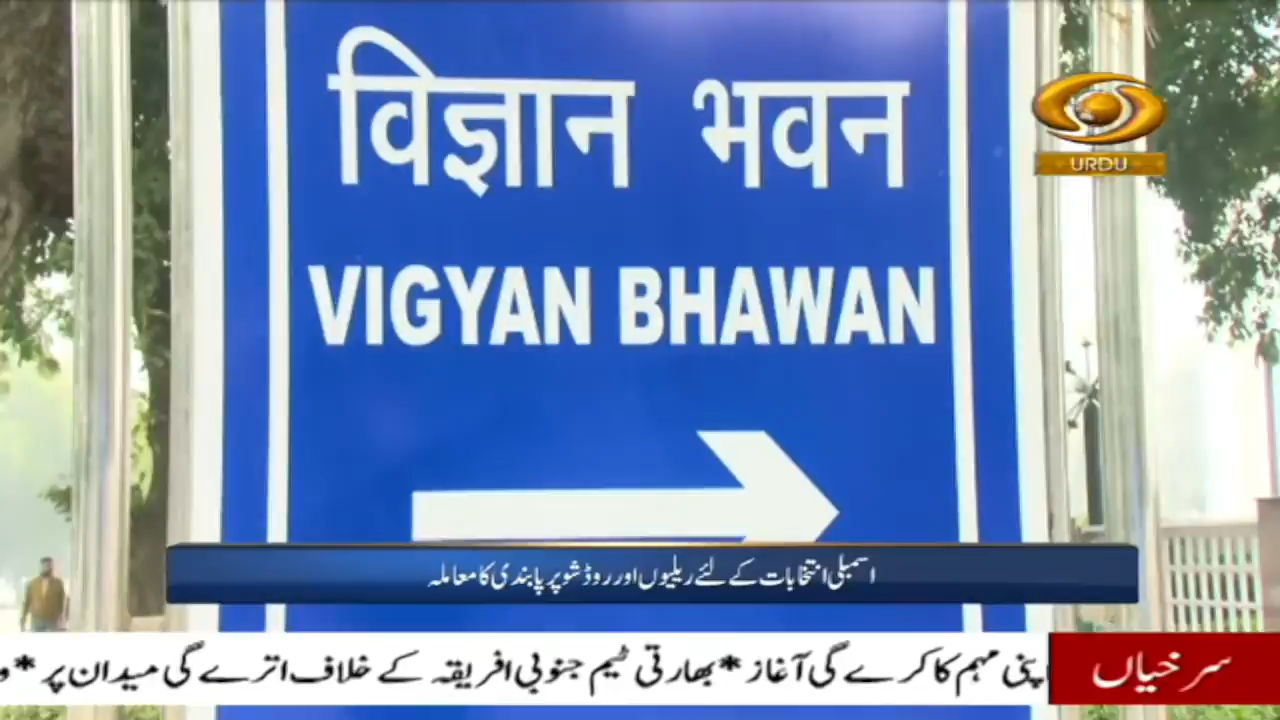 विज्ञान भवन
VIGYAN BHAWAN
URDU
اسمبلی انتخابات کے لئے ریلیوں اور روڈ شو پر پابندی کا معاملہ
سرخیاں
اپنی مہم کا کرے گی آغاز *بھارتی ٹیم جنوبی افریقہ کے خلاف اترے گی میدان پر *